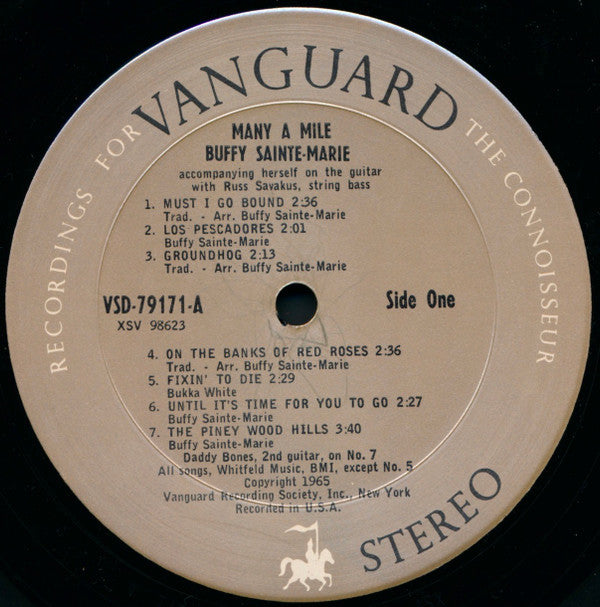 RECORDINGS FOR VANGUARD THE CONNOISSEUR
MANY A MILE
BUFFY SAINTE-MARIE
accompanying herself on the guitar
with Russ Savakus, string bass
1. MUST I GO BOUND 2:36
Trad. - Arr. Buffy Sainte-Marie
2. LOS PESCADORES 2:01
Buffy Sainte-Marie
3. GROUNDHOG 2:13
Trad. - Arr. Buffy Sainte-Marie
VSD-79171-A
Side One
XSV 98623
4. ON THE BANKS OF RED ROSES 2:36
Trad. - Arr. Buffy Sainte-Marie
5. FIXIN' TO DIE 2:29
Bukka White
6. UNTIL IT'S TIME FOR YOU TO GO 2:27
Buffy Sainte-Marie
7. THE PINEY WOOD HILLS 3:40
Buffy Sainte-Marie
Daddy Bones, 2nd guitar, on No. 7
All songs, Whitfeld Music, BMI, except No. 5
Copyright 1965
Vanguard Recording Society, Inc., New York
Recorded in U.S.A.
STEREO